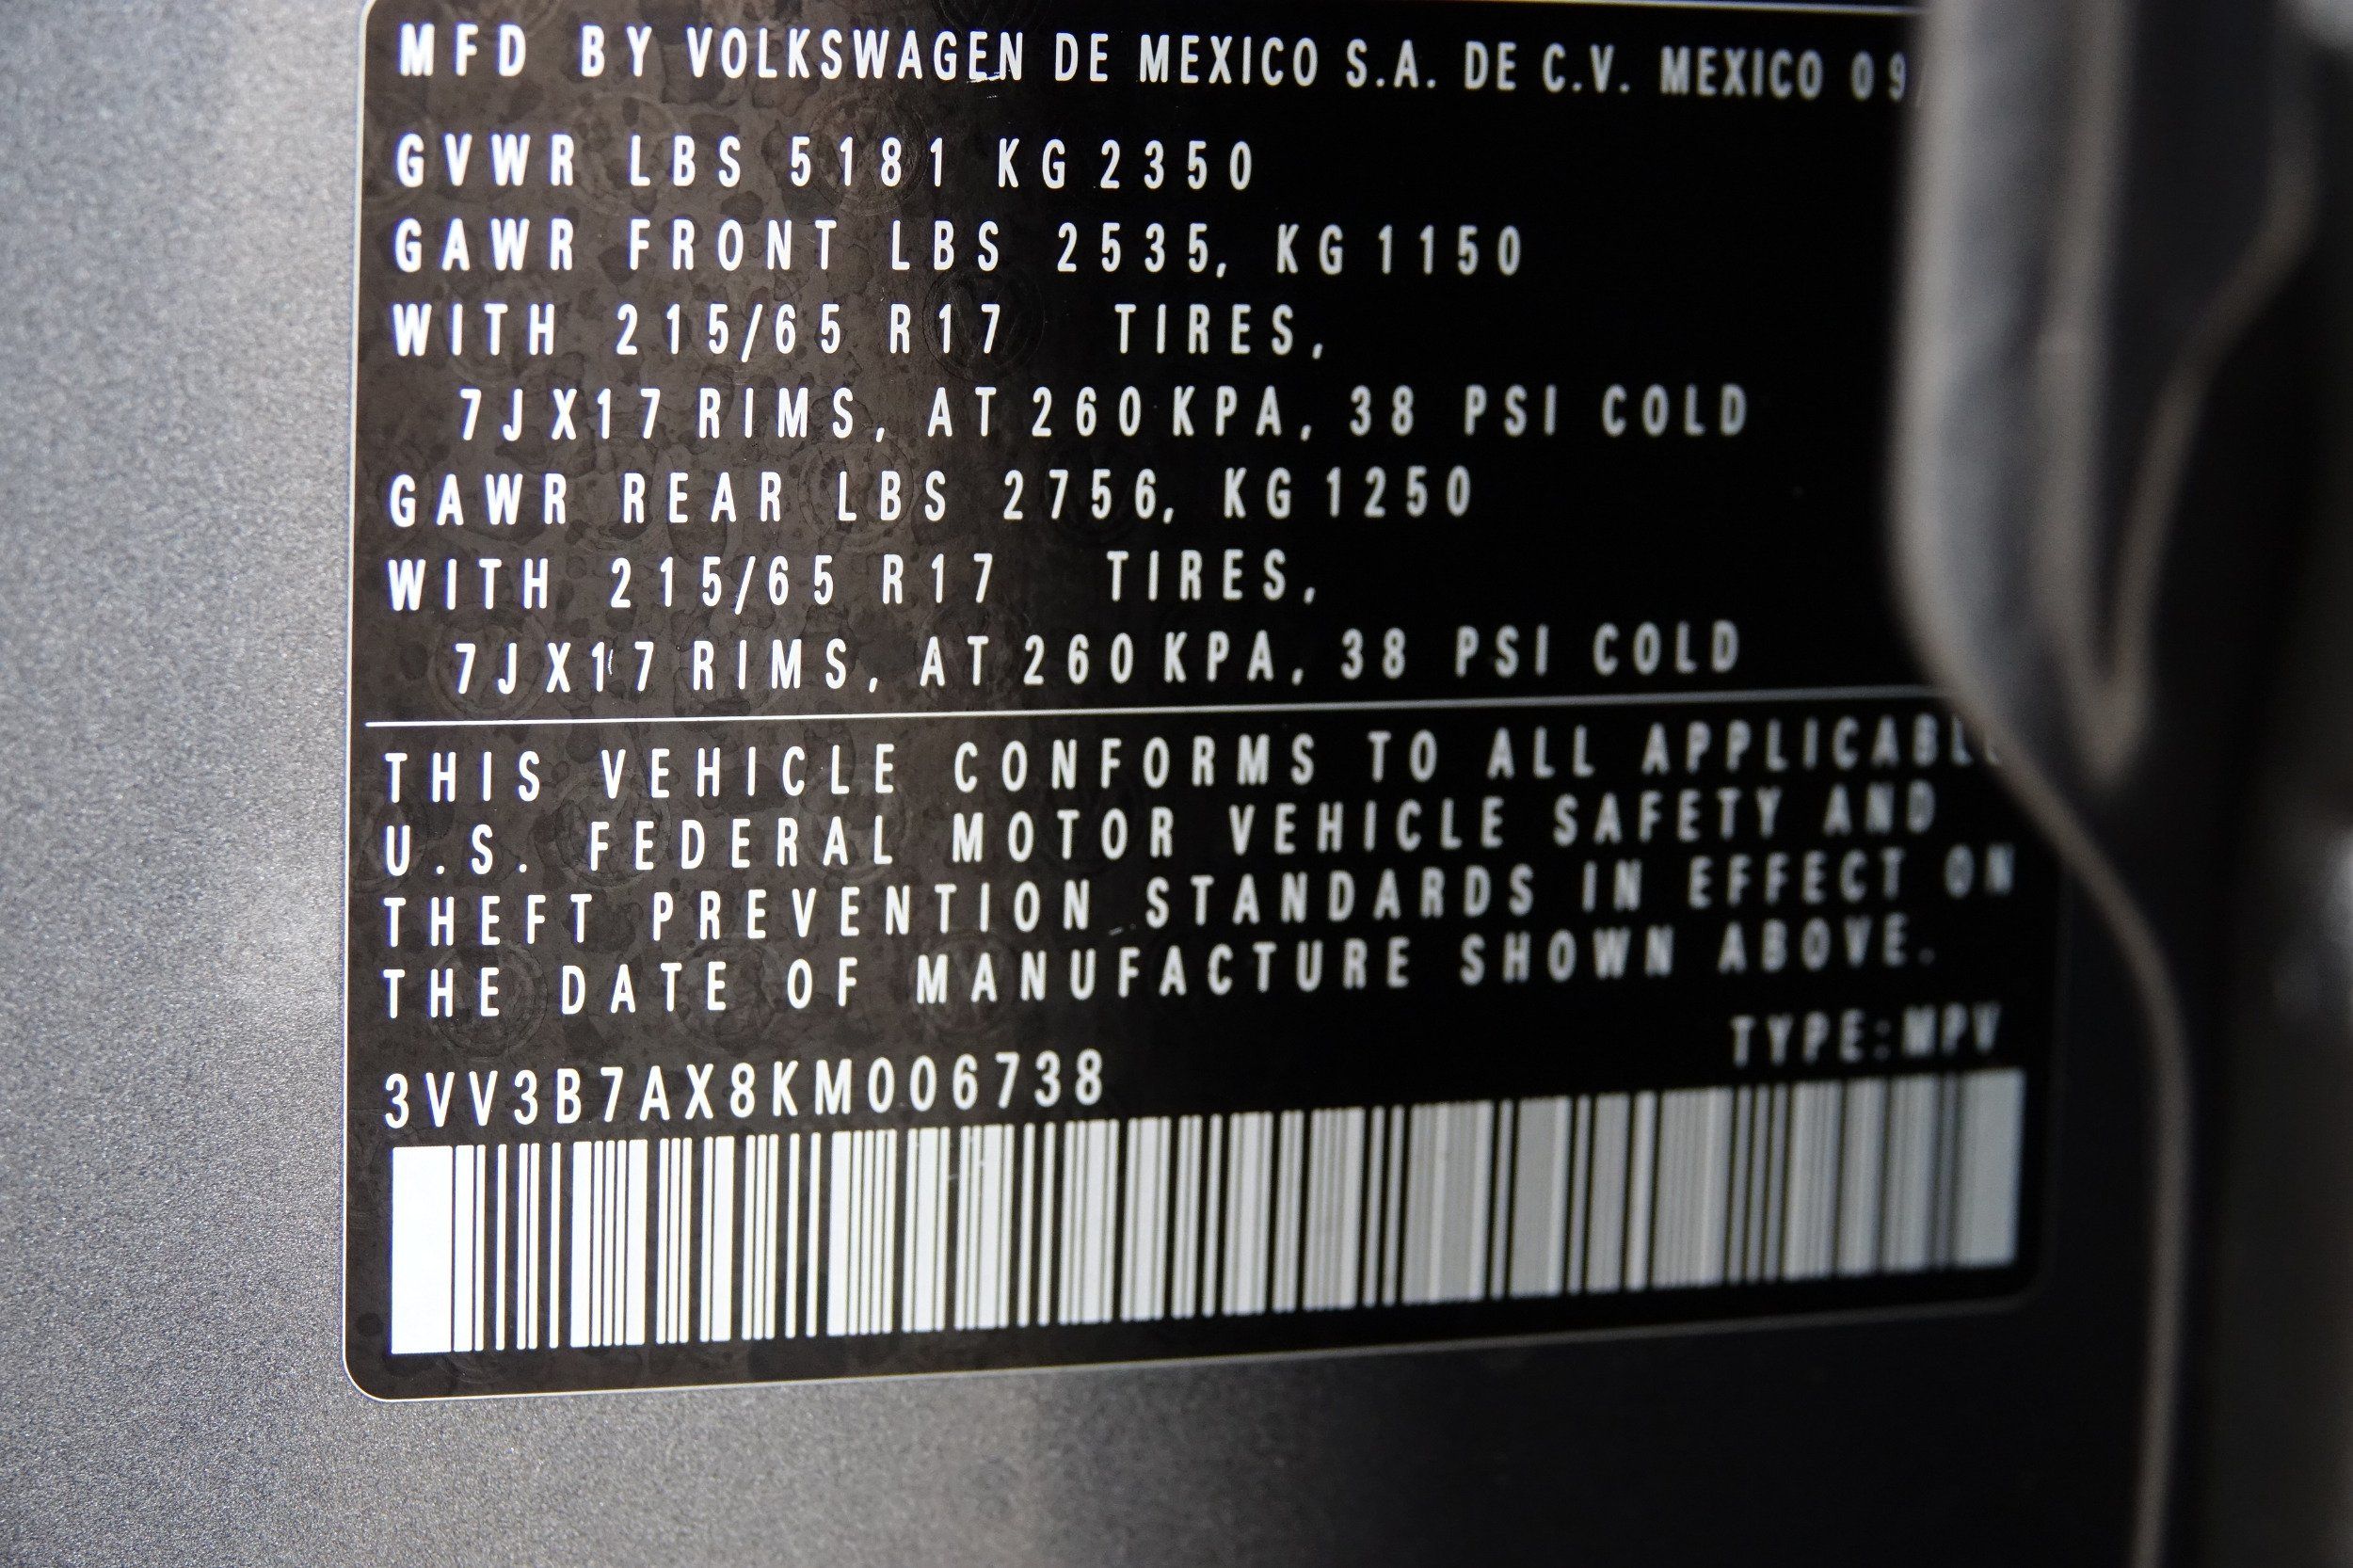 MFD BY VOLKSWAGEN DE MEXICO S.A. DE C.V. MEXICO 09/
GVWR LBS 5181 KG 2350
GAWR FRONT LBS 2535, KG 1150
WITH 215/65 R17 TIRES,
7JX17 RIMS, AT 260 KPA, 38 PSI COLD
GAWR REAR LBS 2756, KG 1250
WITH 215/65 R17 TIRES,
7JX17 RIMS, AT 260 KPA, 38 PSI COLD
THIS VEHICLE CONFORMS TO ALL APPLICABLE
U.S. FEDERAL MOTOR VEHICLE SAFETY AND
THEFT PREVENTION STANDARDS IN EFFECT ON
THE DATE OF MANUFACTURE SHOWN ABOVE.
TYPE:MPV
3VV3B7AX8KM006738